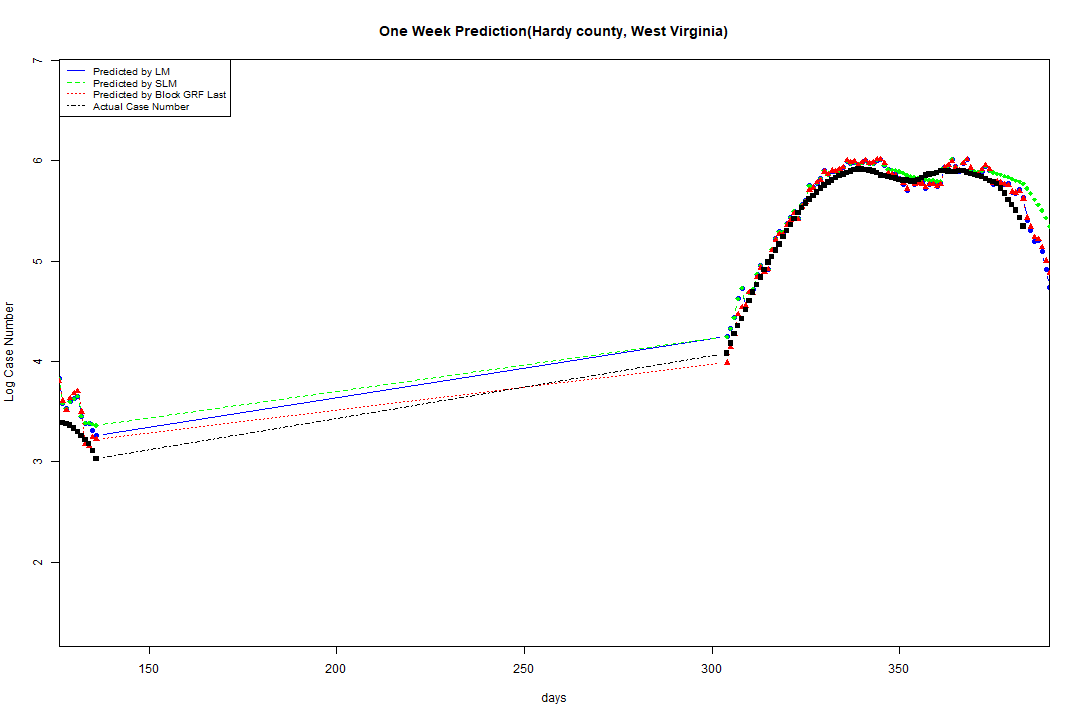 One Week Prediction(Hardy county, West Virginia)
Predicted by LM
Predicted by SLM
Predicted by Block GRF Last
Actual Case Number
7
6
5
4
3
2
Log Case Number
150 200 250 300 350
days